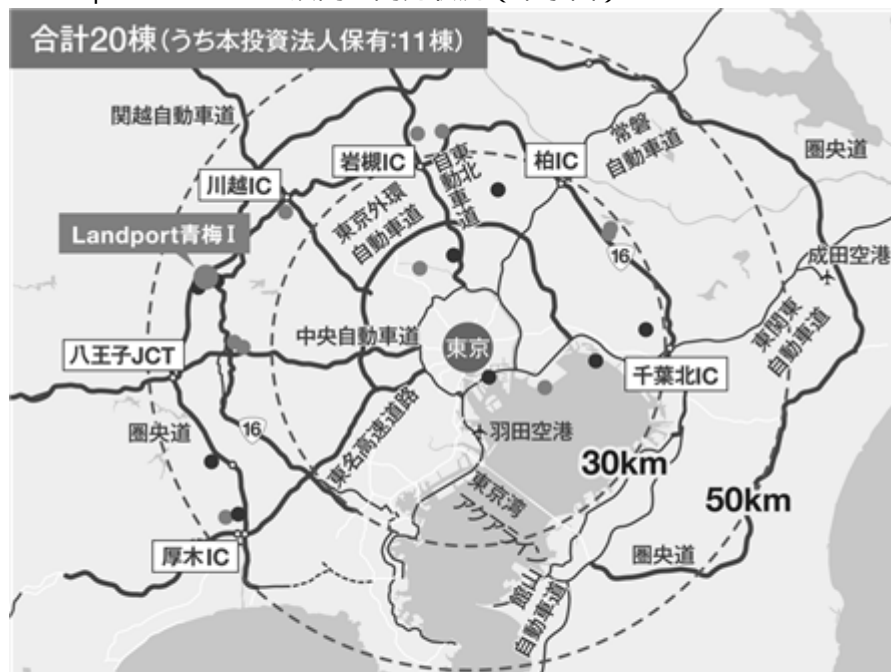 合計20棟(うち本投資法人保有:11棟)
関越自動車道
岩槻IC
東北
自動車道
柏IC
常磐
自動車道
圏央道
川越IC
東京外環
自動車道
Landport青梅Ⅰ
16
成田空港
中央自動車道
東京
東関東
自動車道
八王子JCT
千葉北IC
圏央道
16
東名高速道路
羽田空港
30km
50km
東京湾
アクアライン
厚木IC
館山
自動車道
圏央道